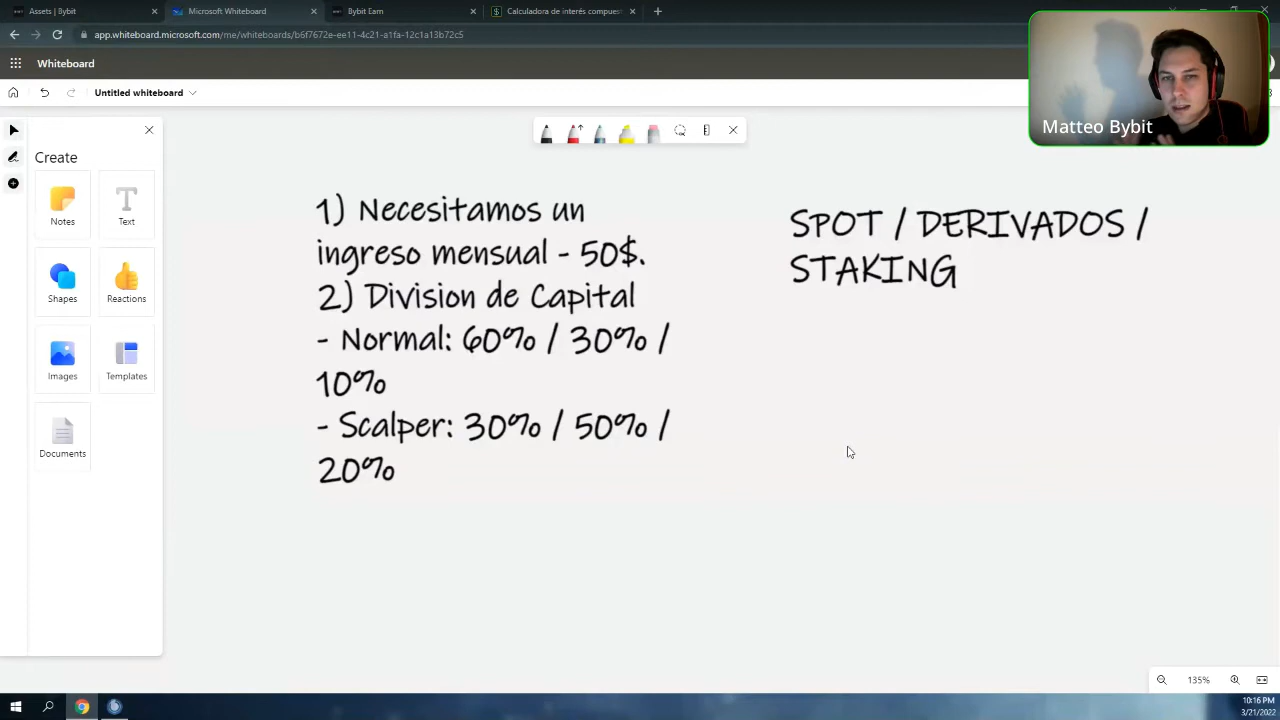 Assets | Bybit
Microsoft Whiteboard
Bybit Earn
Calculadora de interés compues
app.whiteboard.microsoft.com/me/whiteboards/b6f7672e-ee11-4c21-a1fa-12c1a13b72c5
Whiteboard
Untitled whiteboard
Matteo Bybit
Create
Notes
Text
Shapes
Reactions
Images
Templates
Documents
1) Necesitamos un
ingreso mensual - 50$.
2) Division de Capital
- Normal: 60% / 30% /
10%
- Scalper: 30% / 50% /
20%
SPOT / DERIVADOS /
STAKING
135%
10:16 PM
3/21/2022